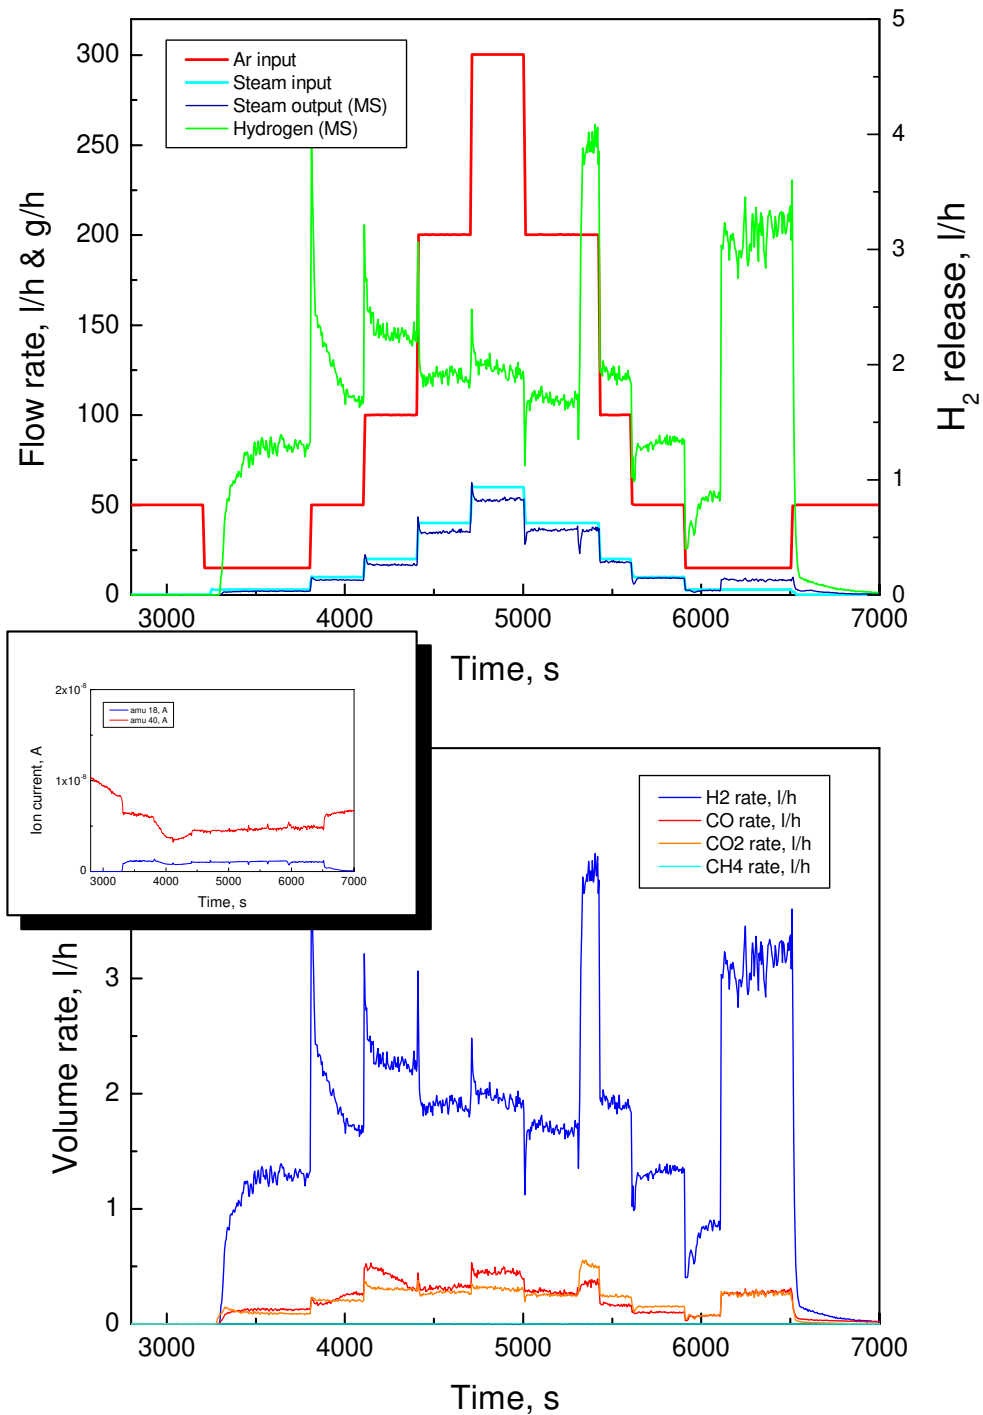 Ar input
Steam input
Steam output (MS)
Hydrogen (MS)
Flow rate, l/h & g/h
300
250
200
150
100
50
0
5
4
3
2
1
0
H2 release, l/h
3000 4000 5000 6000 7000
Time, s
amu 18, A
amu 40, A
Ion current, A
2x10-8
1x10-8
0
3000 4000 5000 6000 7000
Time, s
H2 rate, l/h
CO rate, l/h
CO2 rate, l/h
CH4 rate, l/h
Volume rate, l/h
3
2
1
0
3000 4000 5000 6000 7000
Time, s